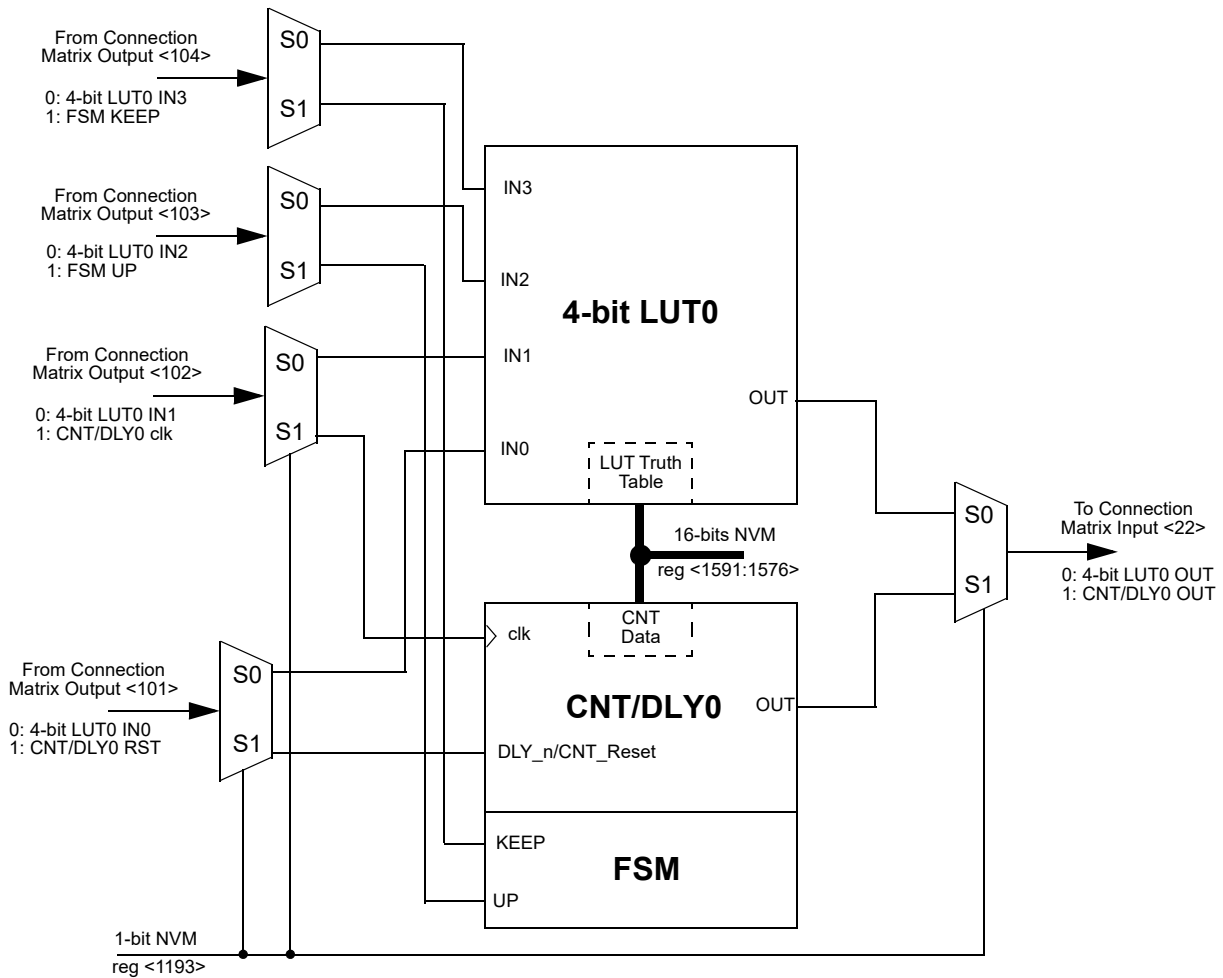 From Connection
Matrix Output <104>
0: 4-bit LUT0 IN3
1: FSM KEEP
S0
S1
From Connection
Matrix Output <103>
0: 4-bit LUT0 IN2
1: FSM UP
S0
S1
From Connection
Matrix Output <102>
0: 4-bit LUT0 IN1
1: CNT/DLY0 clk
S0
S1
From Connection
Matrix Output <101>
0: 4-bit LUT0 IN0
1: CNT/DLY0 RST
S0
S1
IN3
IN2
IN1
IN0
4-bit LUT0
OUT
LUT Truth
Table
16-bits NVM
reg <1591:1576>
CNT
Data
clk
CNT/DLY0
OUT
DLY_n/CNT_Reset
KEEP
UP
FSM
S0
S1
To Connection
Matrix Input <22>
0: 4-bit LUT0 OUT
1: CNT/DLY0 OUT
1-bit NVM
reg <1193>